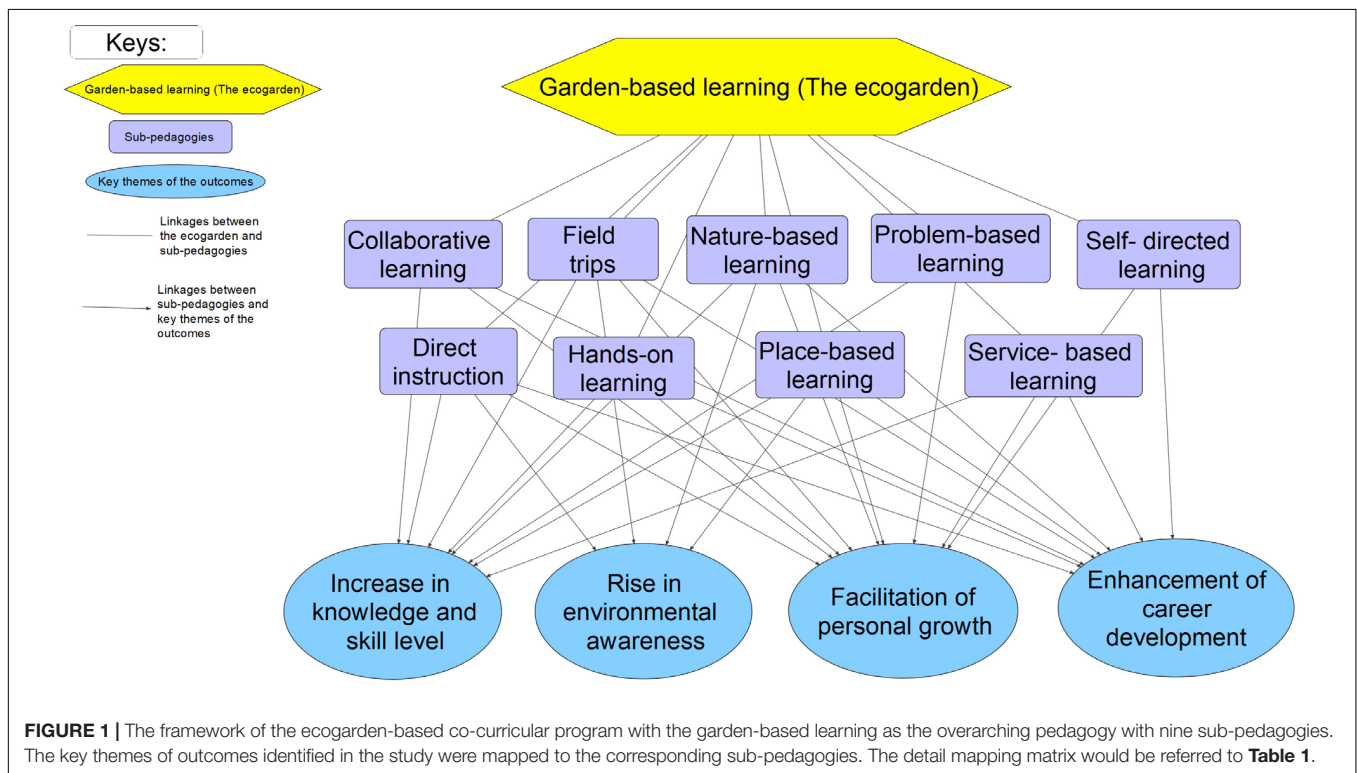 Keys:
Garden-based learning (The ecogarden)
Sub-pedagogies
Key themes of the outcomes
Linkages between
the ecogarden and
sub-pedagogies
Linkages between
sub-pedagogies and
key themes of the
outcomes
Garden-based learning (The ecogarden)
Collaborative
learning
Field
trips
Nature-based
learning
Problem-based
learning
Self- directed
learning
Direct
instruction
Hands-on
learning
Place-based
learning
Service- based
learning
Increase in
knowledge and
skill level
Rise in
environmental
awareness
Facilitation of
personal growth
Enhancement of
career
development
FIGURE 1 | The framework of the ecogarden-based co-curricular program with the garden-based learning as the overarching pedagogy with nine sub-pedagogies.
The key themes of outcomes identified in the study were mapped to the corresponding sub-pedagogies. The detail mapping matrix would be referred to Table 1.